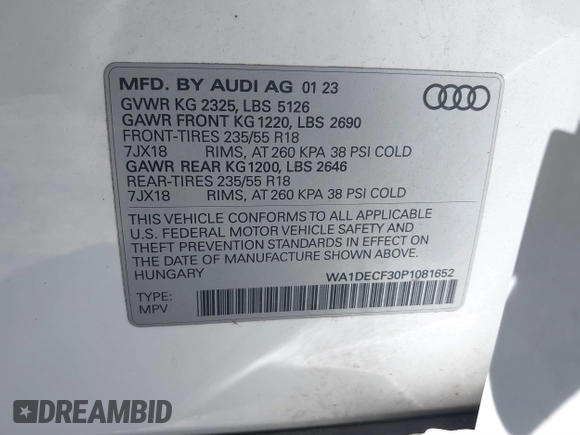 MFD. BY AUDI AG 01 23
GVWR KG 2325, LBS 5126
GAWR FRONT KG 1220, LBS 2690
FRONT-TIRES 235/55 R18
7JX18 RIMS, AT 260 KPA 38 PSI COLD
GAWR REAR KG1200, LBS 2646
REAR-TIRES 235/55 R18
7JX18 RIMS, AT 260 KPA 38 PSI COLD
THIS VEHICLE CONFORMS TO ALL APPLICABLE
U.S. FEDERAL MOTOR VEHICLE SAFETY AND
THEFT PREVENTION STANDARDS IN EFFECT ON
THE DATE OF MANUFACTURE SHOWN ABOVE.
HUNGARY WA1DECF30P1081652
TYPE:
MPV
DREAMBID